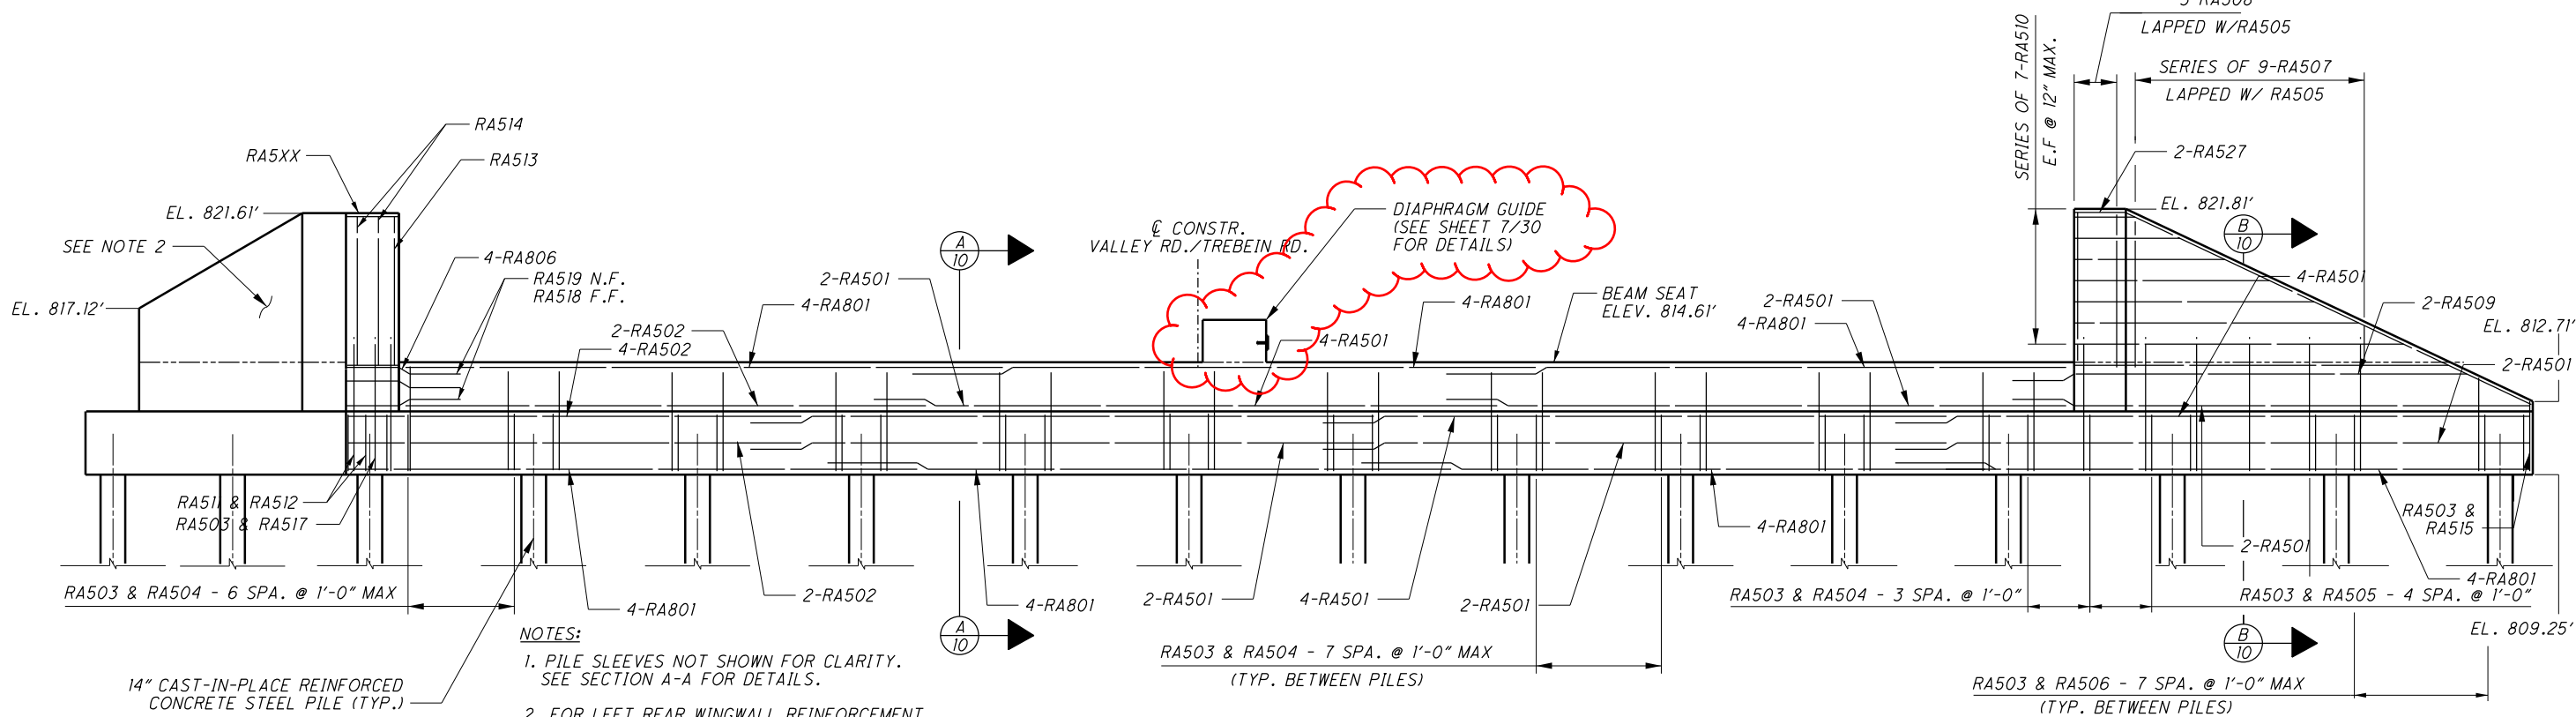 LAPPED W/RA505
SERIES OF 9-RA507
LAPPED W/ RA505
SERIES OF 7-RA510
E.F @ 12" MAX.
2-RA527
EL. 821.81'
B
10
4-RA501
2-RA509
EL. 812.71'
2-RA501
RA514
RA5XX
RA513
EL. 821.61'
SEE NOTE 2
EL. 817.12'
4-RA806
RA519 N.F.
RA518 F.F.
2-RA502
4-RA502
4-RA801
2-RA501
A
10
℄ CONSTR.
VALLEY RD./TREBEIN RD.
DIAPHRAGM GUIDE
(SEE SHEET 7/30
FOR DETAILS)
4-RA501
4-RA801
BEAM SEAT
ELEV. 814.61'
2-RA501
4-RA801
RA511 & RA512
RA503 & RA517
RA503 & RA504 - 6 SPA. @ 1'-0" MAX
4-RA801
2-RA502
4-RA801
2-RA501
4-RA501
2-RA501
4-RA801
RA503 & RA504 - 3 SPA. @ 1'-0"
RA503 & RA505 - 4 SPA. @ 1'-0"
2-RA501
4-RA801
RA503 &
RA515
EL. 809.25'
A
10
B
10
RA503 & RA504 - 7 SPA. @ 1'-0" MAX
(TYP. BETWEEN PILES)
RA503 & RA506 - 7 SPA. @ 1'-0" MAX
(TYP. BETWEEN PILES)
14" CAST-IN-PLACE REINFORCED
CONCRETE STEEL PILE (TYP.)
NOTES:
1. PILE SLEEVES NOT SHOWN FOR CLARITY.
SEE SECTION A-A FOR DETAILS.
2. FOR LEFT REAR WINGWALL REINFORCEMENT